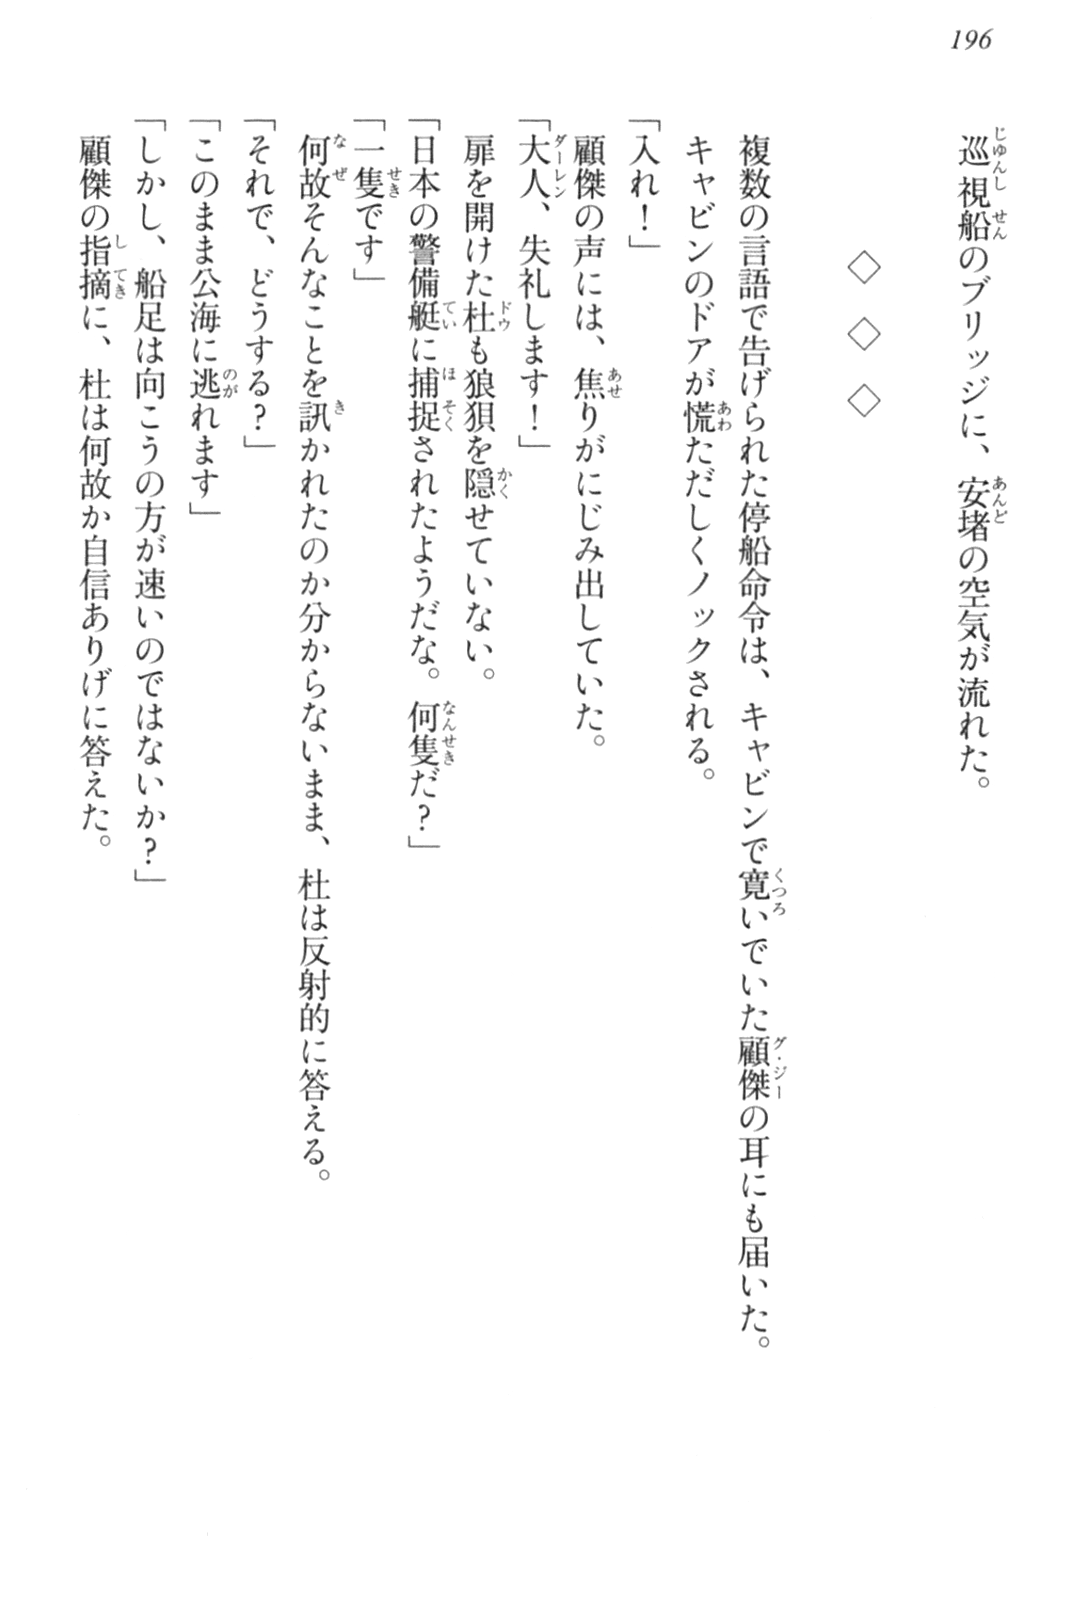 196
巡視船のブリッジに、安堵の空気が流れた。
◇ ◇ ◇
複数の言語で告げられた停船命令は、キャビンで寛いでいた顧傑の耳にも届いた。
キャビンのドアが慌ただしくノックされる。
「入れ！」
顧傑の声には、焦りがにじみ出していた。
「大人、失礼します！」
扉を開けた杜も狼狽を隠せていない。
「日本の警備艇に捕捉されたようだな。何隻だ？」
「一隻です」
何故そんなことを訊かれたのか分からないまま、杜は反射的に答える。
「それで、どうする？」
「このまま公海に逃れます」
「しかし、船足は向こうの方が速いのではないか？」
顧傑の指摘に、杜は何故か自信ありげに答えた。